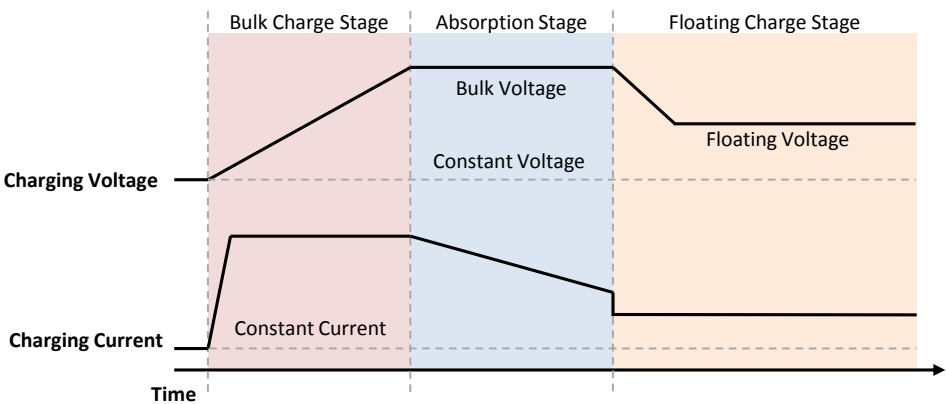 Bulk Charge Stage
Absorption Stage
Floating Charge Stage
Bulk Voltage
Floating Voltage
Constant Voltage
Charging Voltage
Constant Current
Charging Current
Time